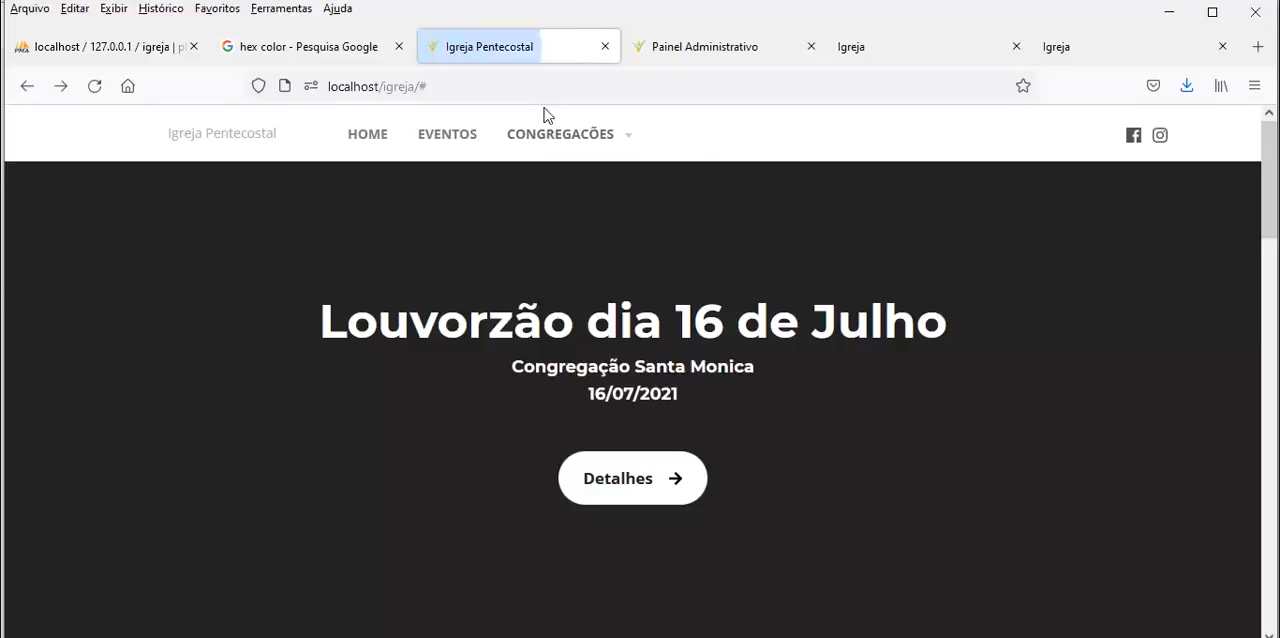 Arquivo Editar Exibir Histórico Favoritos Ferramentas Ajuda
localhost / 127.0.0.1 / igreja | p hex color - Pesquisa Google Igreja Pentecostal Painel Administrativo Igreja Igreja
localhost/igreja/#
Igreja Pentecostal HOME EVENTOS CONGREGACÕES
Louvorzão dia 16 de Julho
Congregação Santa Monica
16/07/2021
Detalhes